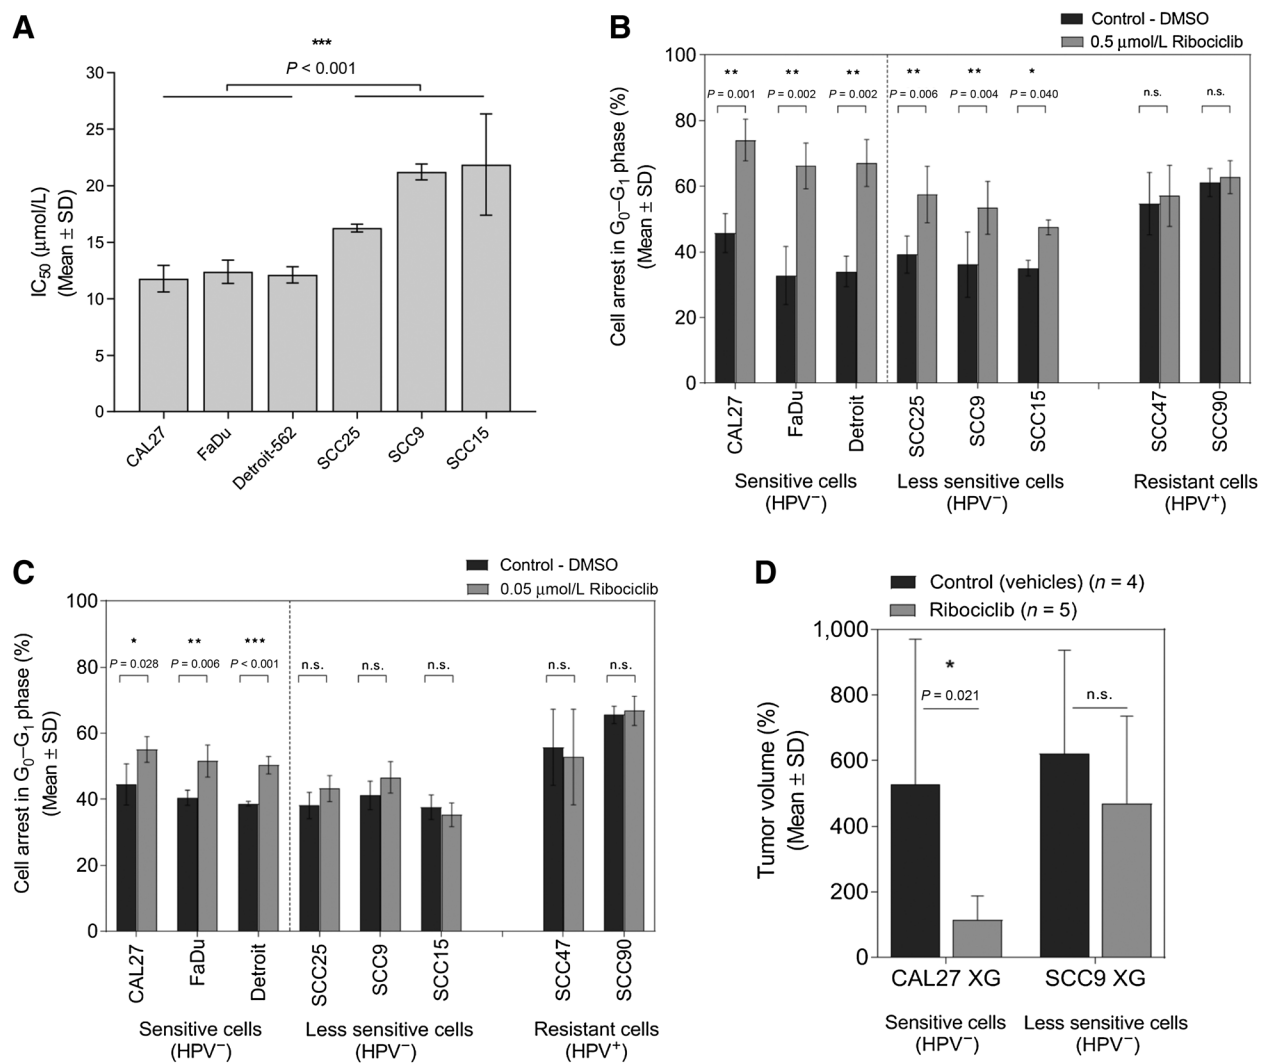 A
***
P < 0.001
IC50 (μmol/L)
(Mean ± SD)
30
25
20
15
10
5
0
CAL27
FaDu
Detroit-562
SCC25
SCC9
SCC15
B
Control - DMSO
0.5 μmol/L Ribociclib
Cell arrest in G0–G1 phase (%)
(Mean ± SD)
100
80
60
40
20
0
** ** ** ** ** * n.s. n.s.
P = 0.001 P = 0.002 P = 0.002 P = 0.006 P = 0.004 P = 0.040
CAL27
FaDu
Detroit
SCC25
SCC9
SCC15
SCC47
SCC90
Sensitive cells
(HPV−)
Less sensitive cells
(HPV−)
Resistant cells
(HPV+)
C
Control - DMSO
0.05 μmol/L Ribociclib
Cell arrest in G0–G1 phase (%)
(Mean ± SD)
100
80
60
40
20
0
* ** ***
P = 0.028 P = 0.006 P < 0.001 n.s. n.s. n.s. n.s. n.s.
CAL27
FaDu
Detroit
SCC25
SCC9
SCC15
SCC47
SCC90
Sensitive cells
(HPV−)
Less sensitive cells
(HPV−)
Resistant cells
(HPV+)
D
Control (vehicles) (n = 4)
Ribociclib (n = 5)
Tumor volume (%)
(Mean ± SD)
1,000
800
600
400
200
0
*
P = 0.021
n.s.
CAL27 XG
SCC9 XG
Sensitive cells
(HPV−)
Less sensitive cells
(HPV−)